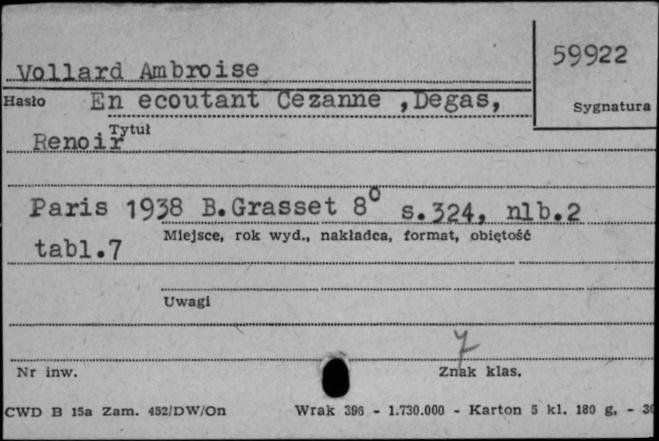 59922
Vollard Ambroise
Hasło En ecoutant Cezanne ,Degas,
Sygnatura
Tytuł
Renoir
Paris 1938 B.Grasset 8° s.324, nlb.2
Miejsce, rok wyd., nakładca, format, objętość
tabl.7
Uwagi
7
Nr inw. Znak klas.
CWD B 15a Zam. 452/DW/On Wrak 396 - 1.730.000 - Karton 5 kl. 180 g. - 30